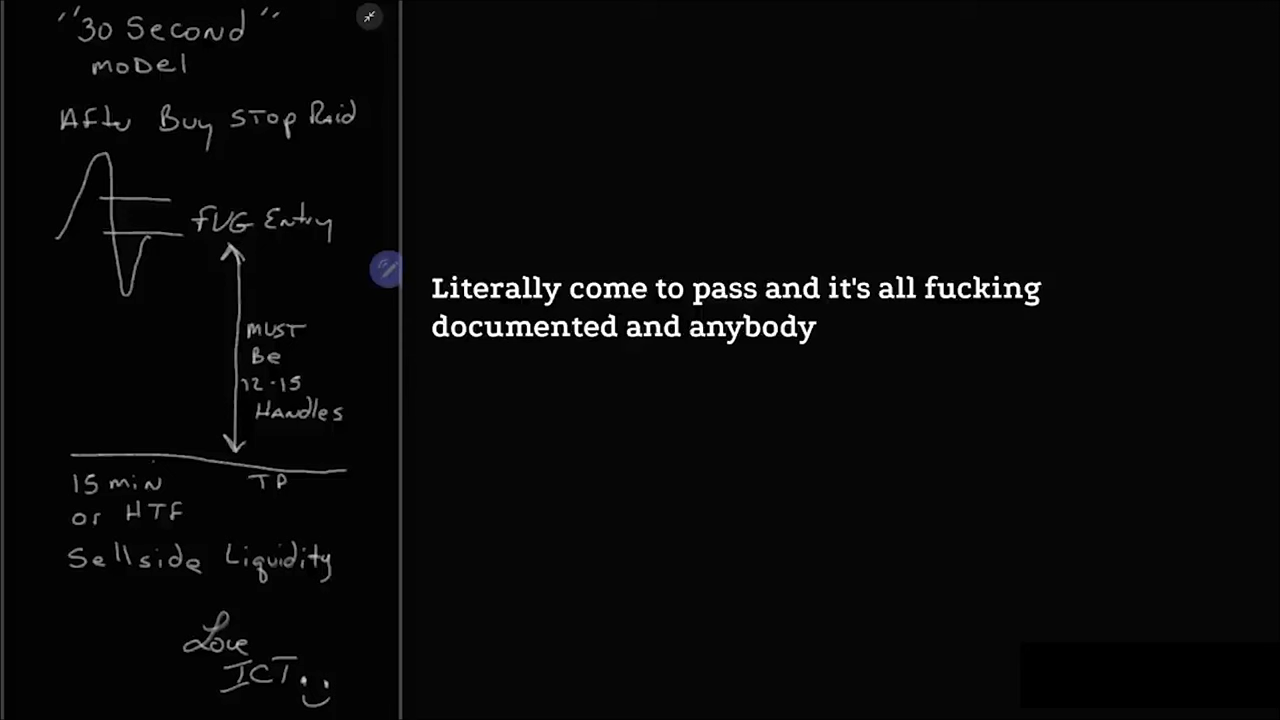 "30 Second"
model
After Buy Stop Raid
FVG Entry
MUST
Be
12-15
HANDLES
15 min
TP
or HTF
Sellside Liquidity
Love
ICT
Literally come to pass and it's all fucking
documented and anybody